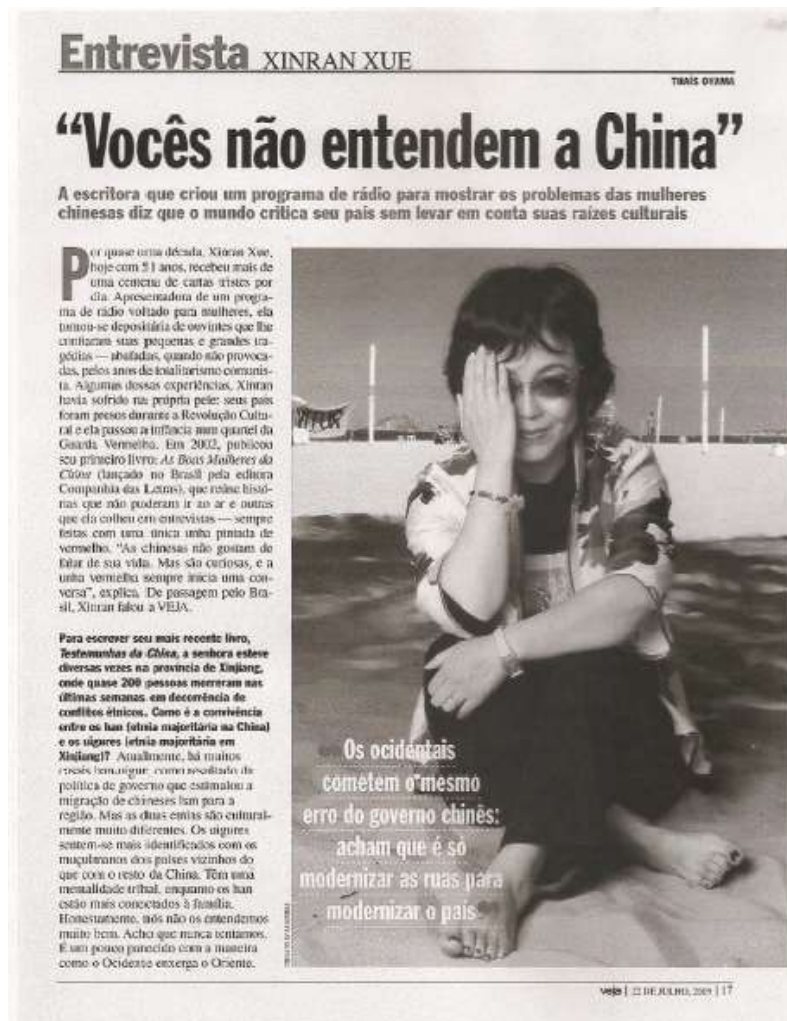 Entrevista XINRAN XUE
THAÍS OYAMA
“Vocês não entendem a China”
A escritora que criou um programa de rádio para mostrar os problemas das mulheres
chinesas diz que o mundo critica seu país sem levar em conta suas raízes culturais
Por quase uma década, Xinran Xue,
hoje com 51 anos, recebeu mais de
uma centena de cartas tristes por
dia. Apresentadora de um progra-
ma de rádio voltado para mulheres, ela
tornou-se depositária de ouvintes que lhe
confiaram suas pequenas e grandes tra-
gédias — abafadas, quando não provoca-
das, pelos anos de totalitarismo comunis-
ta. Algumas dessas experiências, Xinran
havia sofrido na própria pele: seus pais
foram presos durante a Revolução Cultu-
ral e ela passou a infância num quartel da
Guarda Vermelha. Em 2002, publicou
seu primeiro livro: As Boas Mulheres da
China (lançado no Brasil pela editora
Companhia das Letras), que reúne histó-
rias que não puderam ir ao ar e outras
que ela colheu em entrevistas — sempre
feitas com uma única unha pintada de
vermelho. “As chinesas não gostam de
falar de sua vida. Mas são curiosas, e a
unha vermelha sempre inicia uma con-
versa”, explica. De passagem pelo Bra-
sil, Xinran falou a VEJA.
Para escrever seu mais recente livro,
Testemunhas da China, a senhora esteve
diversas vezes na província de Xinjiang,
onde quase 200 pessoas morreram nas
últimas semanas em decorrência de
conflitos étnicos. Como é a convivência
entre os han (etnia majoritária na China)
e os uigures (etnia majoritária em
Xinjiang)? Atualmente, há muitos
casais han-uigur, como resultado da
política de governo que estimulou a
migração de chineses han para a
região. Mas as duas etnias são cultural-
mente muito diferentes. Os uigures
sentem-se mais identificados com os
muçulmanos dos países vizinhos do
que com o resto da China. Têm uma
mentalidade tribal, enquanto os han
estão mais conectados à família.
Honestamente, nós não os entendemos
muito bem. Acho que nunca tentamos.
É um pouco parecido com a maneira
como o Ocidente enxerga o Oriente.
Os ocidentais
cometem o mesmo
erro do governo chinês:
acham que é só
modernizar as ruas para
modernizar o país
veja | 22 DE JULHO, 2009 | 17